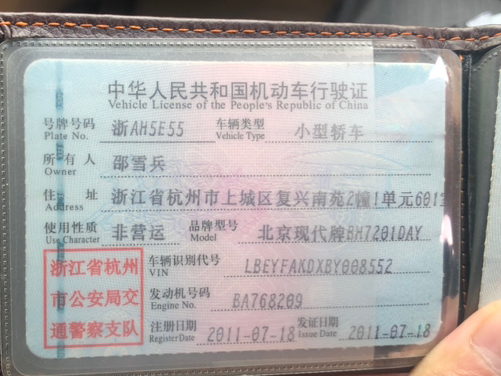 中华人民共和国机动车行驶证
Vehicle License of the People's Republic of China
号牌号码 浙AH5E55 车辆类型 小型轿车
Plate No. Vehicle Type
所有人 邵雪兵
Owner
住址 浙江省杭州市上城区复兴南苑2幢1单元601室
Address
使用性质 非营运 品牌型号 北京现代牌BH7201DAY
Use Character Model
浙江省杭州
市公安局交
通警察支队
车辆识别代号 LBEYFAKDXBY008552
VIN
发动机号码 BA768209
Engine No.
注册日期 2011-07-18 发证日期 2011-07-18
Register Date Issue Date